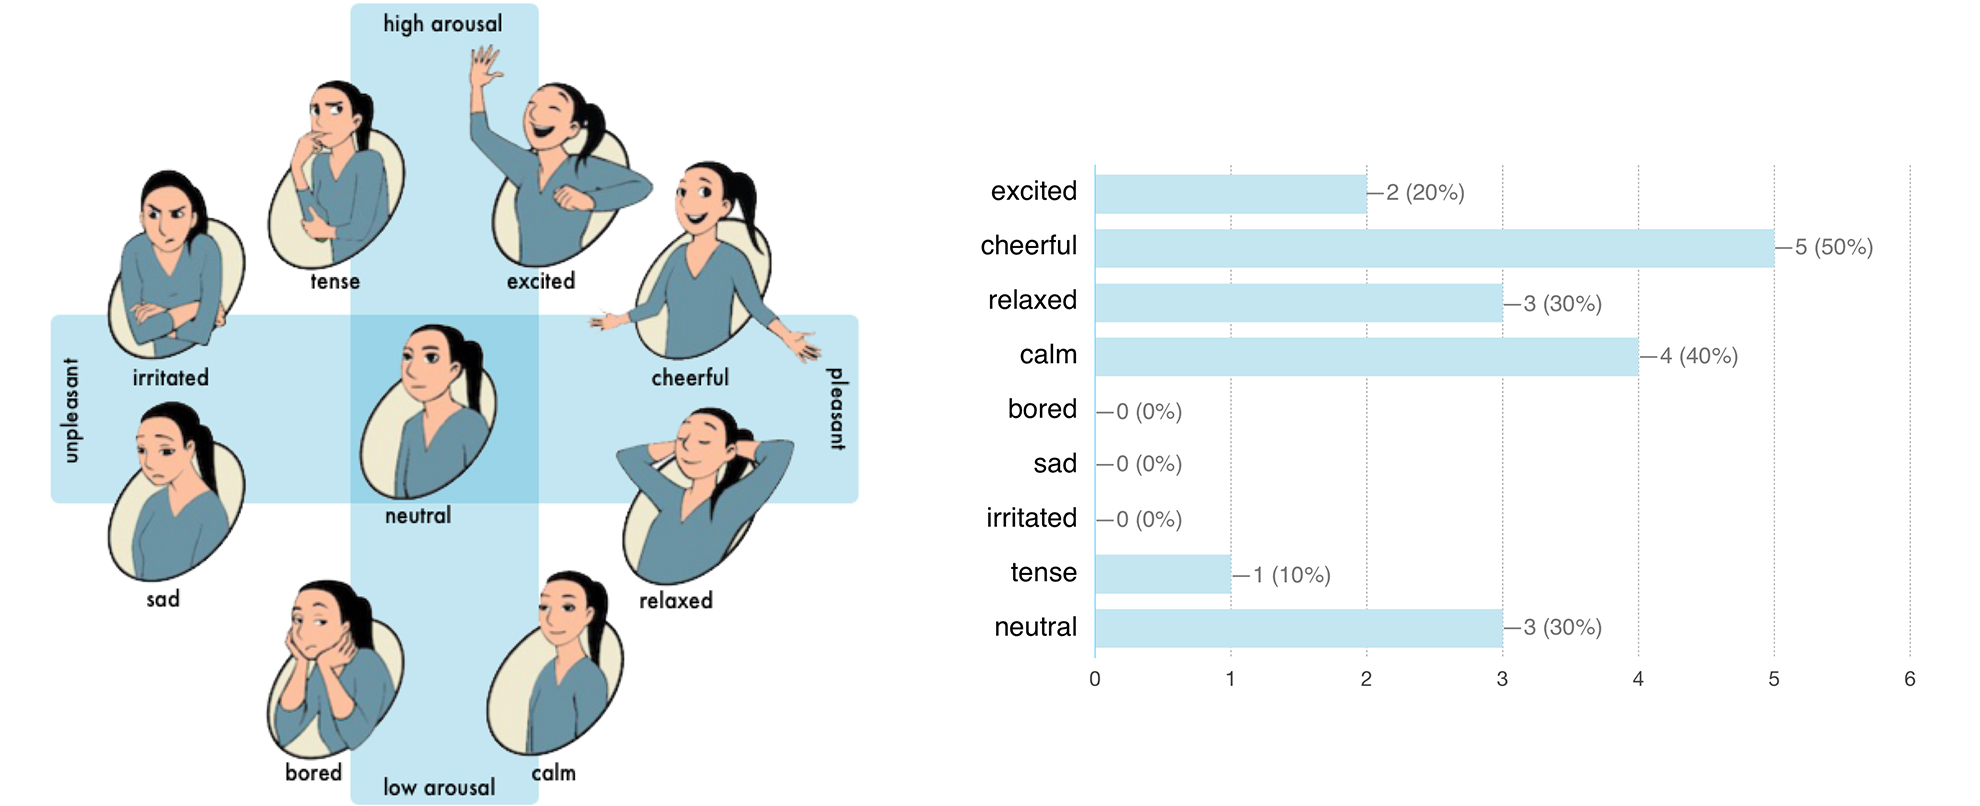 high arousal
tense
excited
irritated
cheerful
unpleasant
pleasant
neutral
sad
relaxed
bored
calm
low arousal
excited 2 (20%)
cheerful 5 (50%)
relaxed 3 (30%)
calm 4 (40%)
bored 0 (0%)
sad 0 (0%)
irritated 0 (0%)
tense 1 (10%)
neutral 3 (30%)
0 1 2 3 4 5 6